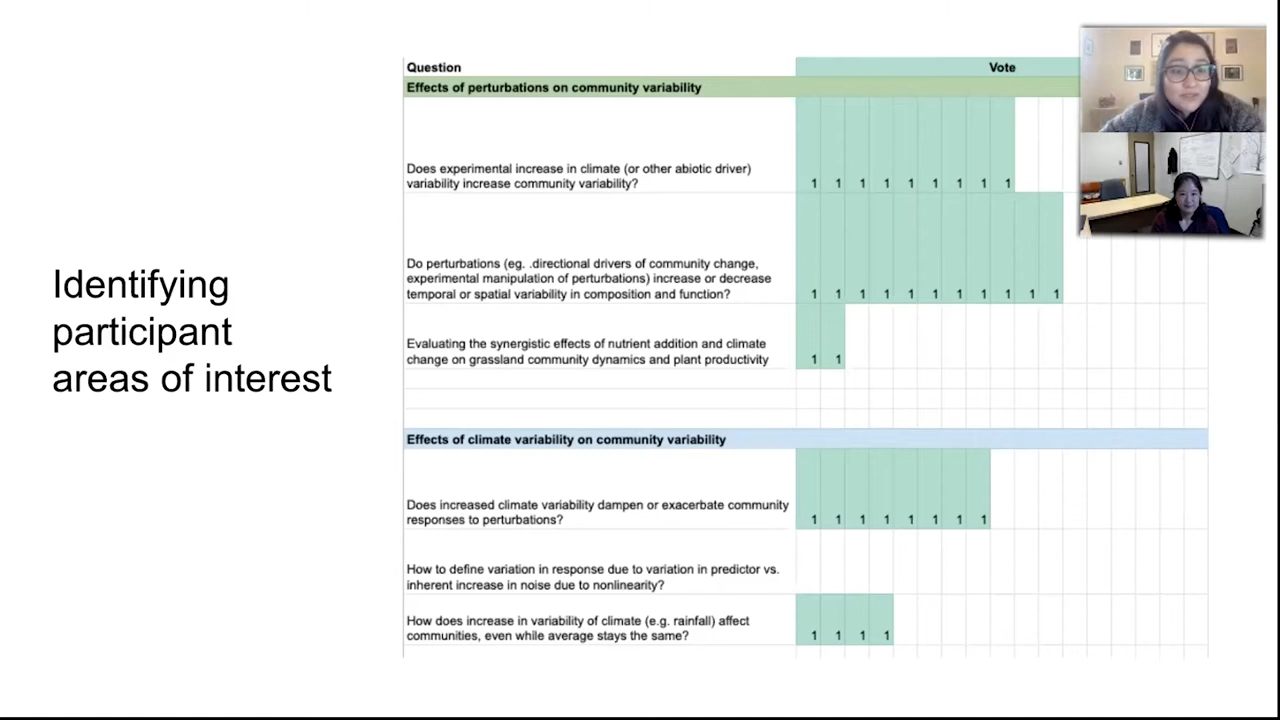 Identifying
participant
areas of interest
Question Vote
Effects of perturbations on community variability
Does experimental increase in climate (or other abiotic driver)
variability increase community variability? 1 1 1 1 1 1 1 1 1
Do perturbations (eg. .directional drivers of community change,
experimental manipulation of perturbations) increase or decrease
temporal or spatial variability in composition and function? 1 1 1 1 1 1 1 1 1 1 1
Evaluating the synergistic effects of nutrient addition and climate
change on grassland community dynamics and plant productivity 1 1
Effects of climate variability on community variability
Does increased climate variability dampen or exacerbate community
responses to perturbations? 1 1 1 1 1 1 1 1
How to define variation in response due to variation in predictor vs.
inherent increase in noise due to nonlinearity?
How does increase in variability of climate (e.g. rainfall) affect
communities, even while average stays the same? 1 1 1 1